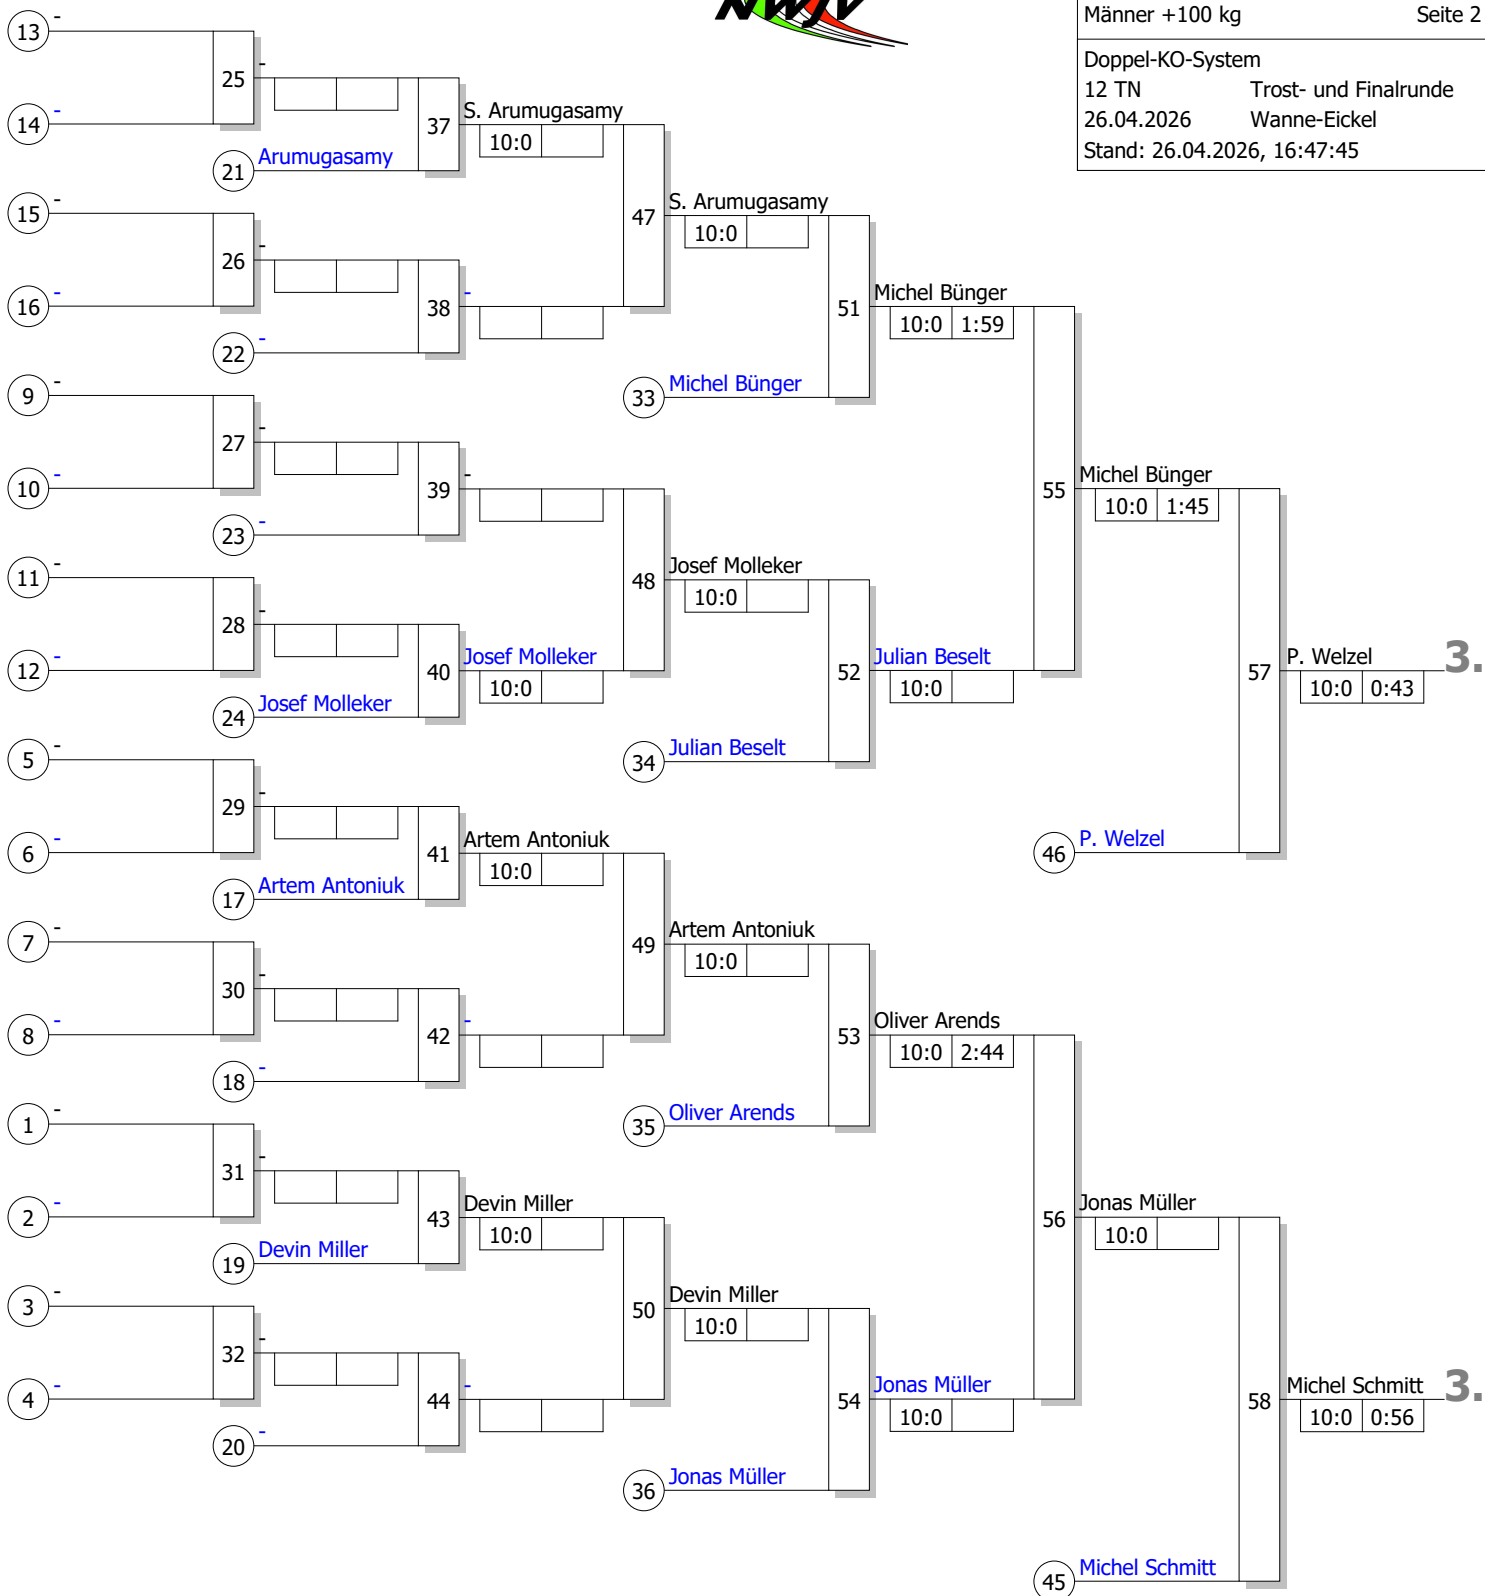 NWJV
Männer +100 kg Seite 2
Doppel-KO-System
12 TN Trost- und Finalrunde
26.04.2026 Wanne-Eickel
Stand: 26.04.2026, 16:47:45
13 -
25 -
14 -
37 S. Arumugasamy
10:0
21 Arumugasamy
15 -
47 S. Arumugasamy
10:0
26 -
16 -
38 -
22 -
51 Michel Bünger
10:0 1:59
33 Michel Bünger
9 -
27 -
10 -
39 -
23 -
55 Michel Bünger
10:0 1:45
11 -
48 Josef Molleker
10:0
28 -
12 -
40 Josef Molleker
10:0
24 Josef Molleker
52 Julian Beselt
10:0
34 Julian Beselt
57 P. Welzel 3.
10:0 0:43
5 -
29 -
6 -
41 Artem Antoniuk
10:0
17 Artem Antoniuk
46 P. Welzel
7 -
49 Artem Antoniuk
10:0
30 -
8 -
42 -
18 -
53 Oliver Arends
10:0 2:44
35 Oliver Arends
1 -
31 -
2 -
43 Devin Miller
10:0
19 Devin Miller
56 Jonas Müller
10:0
3 -
50 Devin Miller
10:0
32 -
4 -
44 -
20 -
54 Jonas Müller
10:0
36 Jonas Müller
58 Michel Schmitt 3.
10:0 0:56
45 Michel Schmitt